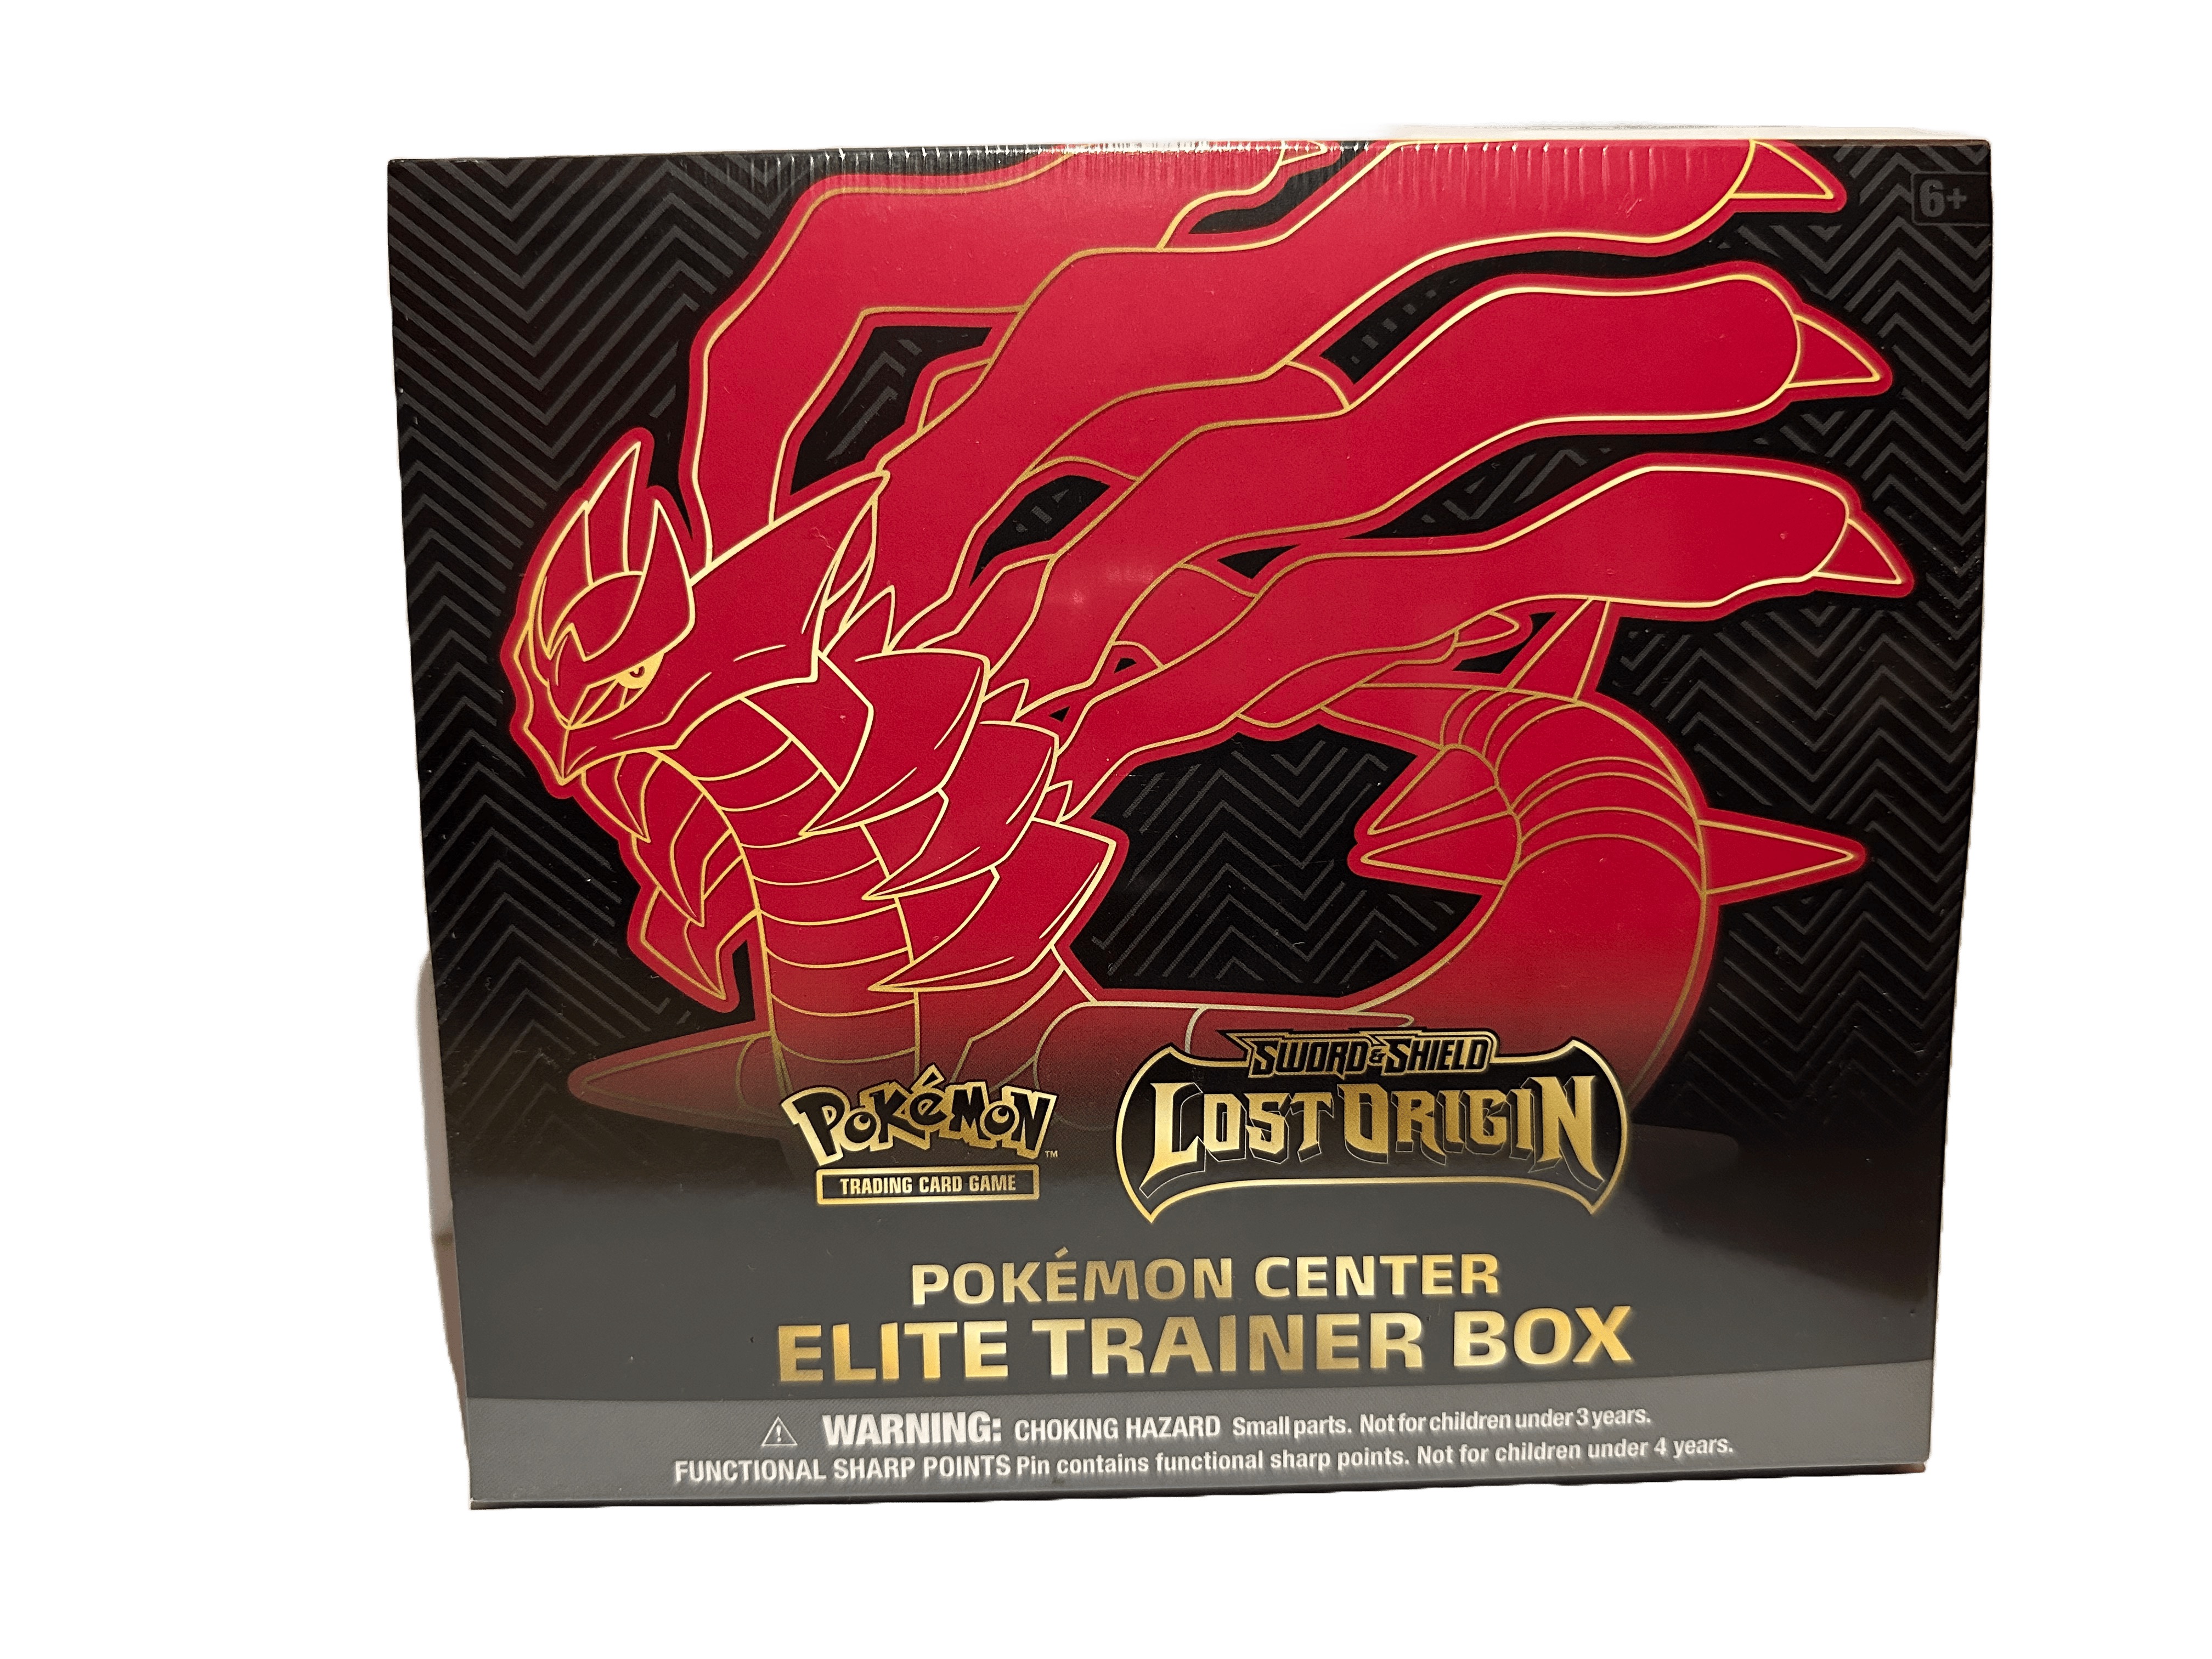 6+
SWORD & SHIELD
LOST ORIGIN
POKéMON™
TRADING CARD GAME
POKÉMON CENTER
ELITE TRAINER BOX
⚠ WARNING: CHOKING HAZARD Small parts. Not for children under 3 years.
FUNCTIONAL SHARP POINTS Pin contains functional sharp points. Not for children under 4 years.